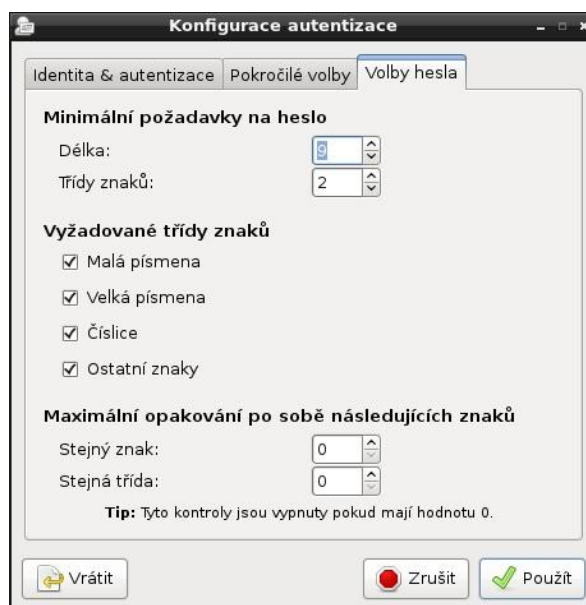 Konfigurace autentizace
Identita & autentizace Pokročilé volby Volby hesla
Minimální požadavky na heslo
Délka: 9
Třídy znaků: 2
Vyžadované třídy znaků
Malá písmena
Velká písmena
Číslice
Ostatní znaky
Maximální opakování po sobě následujících znaků
Stejný znak: 0
Stejná třída: 0
Tip: Tyto kontroly jsou vypnuty pokud mají hodnotu 0.
Vrátit Zrušit Použít